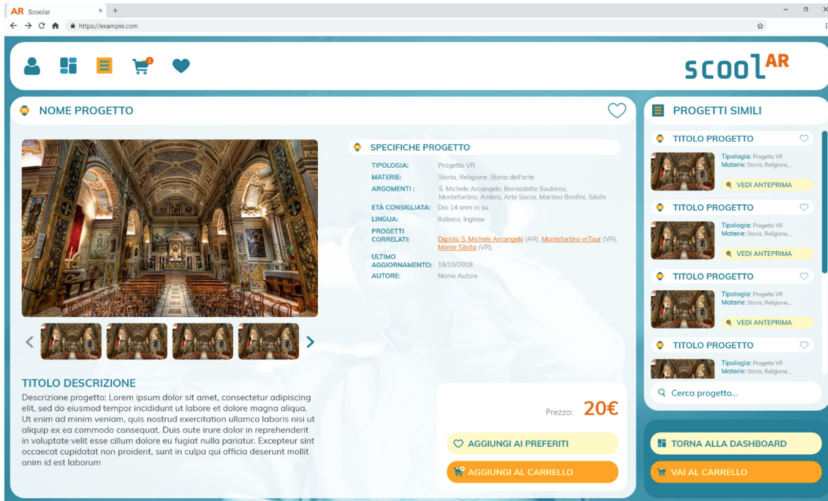 AR Scoolar
https://example.com
scoolAR
NOME PROGETTO
SPECIFICHE PROGETTO
TIPOLOGIA: Progetto VR
MATERIE: Storia, Religione, Storia dell'arte
ARGOMENTI : S. Michele Arcangelo, Bernadette Soubirou,
Montefortino, Ambro, Arte Sacra, Martino Bonfini, Sibille
ETÀ CONSIGLIATA: Dai 14 anni in su
LINGUA: Italiano, Inglese
PROGETTI
CORRELATI: Dipinto S. Michele Arcangelo (AR), Montefortino vrTour (VR),
Monte Sibilla (VR),
ULTIMO
AGGIORNAMENTO: 18/10/2018
AUTORE: Nome Autore
TITOLO DESCRIZIONE
Descrizione progetto: Lorem ipsum dolor sit amet, consectetur adipiscing
elit, sed do eiusmod tempor incididunt ut labore et dolore magna aliqua.
Ut enim ad minim veniam, quis nostrud exercitation ullamco laboris nisi ut
aliquip ex ea commodo consequat. Duis aute irure dolor in reprehenderit
in voluptate velit esse cillum dolore eu fugiat nulla pariatur. Excepteur sint
occaecat cupidatat non proident, sunt in culpa qui officia deserunt mollit
anim id est laborum
Prezzo: 20€
AGGIUNGI AI PREFERITI
AGGIUNGI AL CARRELLO
PROGETTI SIMILI
TITOLO PROGETTO
Tipologia: Progetto VR
Materie: Storia, Religione,...
VEDI ANTEPRIMA
TITOLO PROGETTO
Tipologia: Progetto VR
Materie: Storia, Religione,...
VEDI ANTEPRIMA
TITOLO PROGETTO
Tipologia: Progetto VR
Materie: Storia, Religione,...
VEDI ANTEPRIMA
TITOLO PROGETTO
Tipologia: Progetto VR
Materie: Storia, Religione,...
Cerca progetto...
TORNA ALLA DASHBOARD
VAI AL CARRELLO